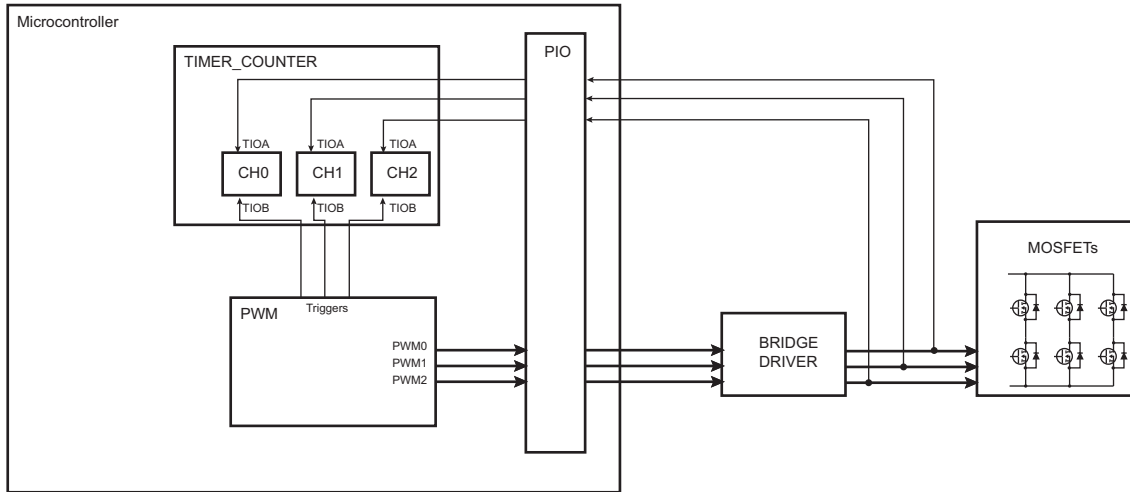 Microcontroller
PIO
TIMER_COUNTER
TIOA
TIOA
TIOA
CH0
CH1
CH2
TIOB
TIOB
TIOB
MOSFETs
Triggers
PWM
PWM0
PWM1
PWM2
BRIDGE
DRIVER